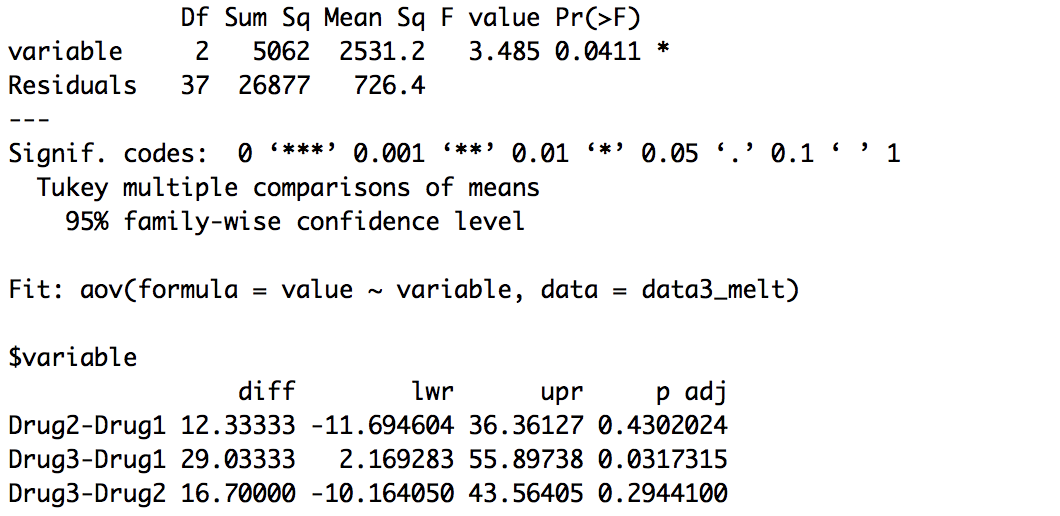 Df Sum Sq Mean Sq F value Pr(>F)
variable 2 5062 2531.2 3.485 0.0411 *
Residuals 37 26877 726.4
---
Signif. codes: 0 ‘***’ 0.001 ‘**’ 0.01 ‘*’ 0.05 ‘.’ 0.1 ‘ ’ 1
Tukey multiple comparisons of means
95% family-wise confidence level
Fit: aov(formula = value ~ variable, data = data3_melt)
$variable
diff lwr upr p adj
Drug2-Drug1 12.33333 -11.694604 36.36127 0.4302024
Drug3-Drug1 29.03333 2.169283 55.89738 0.0317315
Drug3-Drug2 16.70000 -10.164050 43.56405 0.2944100